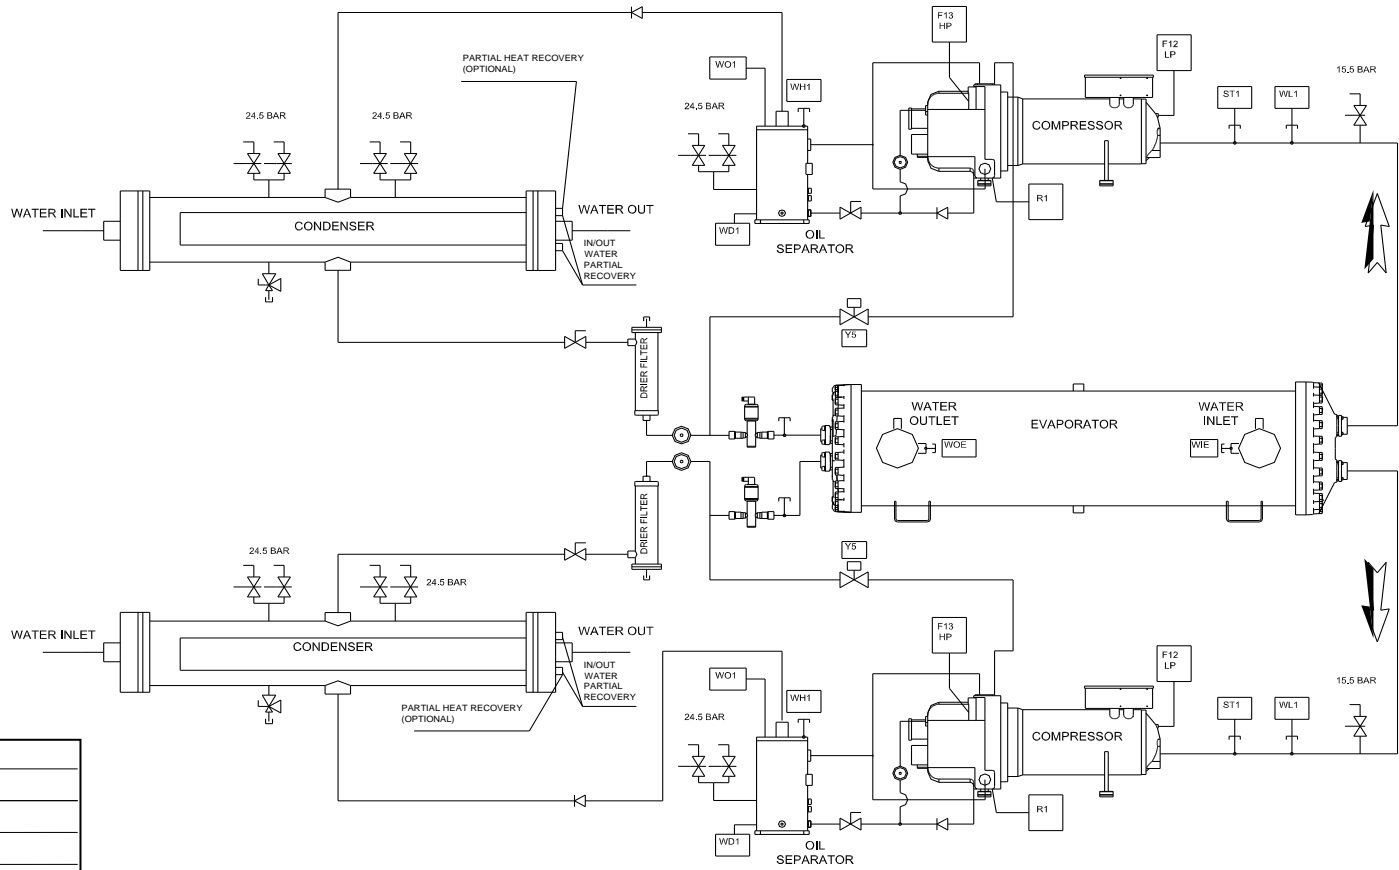 F13
HP
F12
LP
PARTIAL HEAT RECOVERY
(OPTIONAL)
WO1
WH1
15.5 BAR
ST1
WL1
24.5 BAR
24.5 BAR
24.5 BAR
COMPRESSOR
R1
WATER INLET
WATER OUT
CONDENSER
WD1
OIL
SEPARATOR
IN/OUT
WATER
PARTIAL
RECOVERY
Y5
DRIER FILTER
WATER
OUTLET
EVAPORATOR
WATER
INLET
WOE
WIE
DRIER FILTER
Y5
24.5 BAR
24.5 BAR
WATER INLET
WATER OUT
CONDENSER
IN/OUT
WATER
PARTIAL
RECOVERY
PARTIAL HEAT RECOVERY
(OPTIONAL)
F13
HP
F12
LP
WO1
WH1
15.5 BAR
ST1
WL1
24.5 BAR
COMPRESSOR
R1
WD1
OIL
SEPARATOR